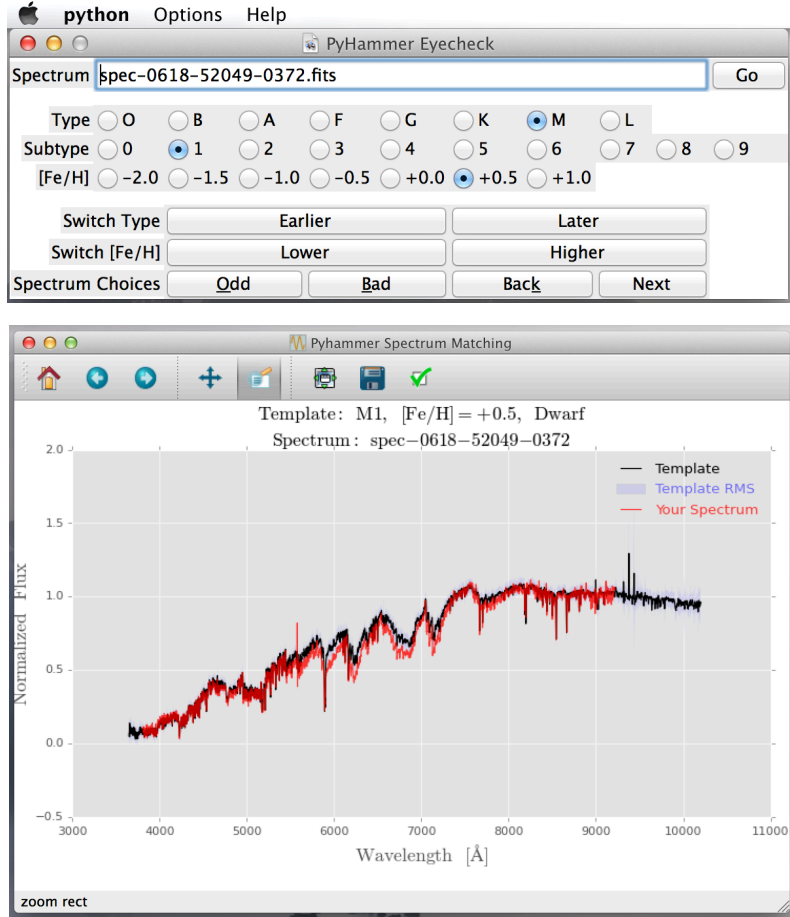 python Options Help
PyHammer Eyecheck
Spectrum spec-0618-52049-0372.fits Go
Type O B A F G K M L
Subtype 0 1 2 3 4 5 6 7 8 9
[Fe/H] -2.0 -1.5 -1.0 -0.5 +0.0 +0.5 +1.0
Switch Type Earlier Later
Switch [Fe/H] Lower Higher
Spectrum Choices Odd Bad Back Next
Pyhammer Spectrum Matching
Template: M1, [Fe/H]=+0.5, Dwarf
Spectrum: spec−0618−52049−0372
Template
Template RMS
Your Spectrum
2.0
1.5
1.0
0.5
0.0
−0.5
Normalized Flux
3000 4000 5000 6000 7000 8000 9000 10000 11000
Wavelength [Å]
zoom rect